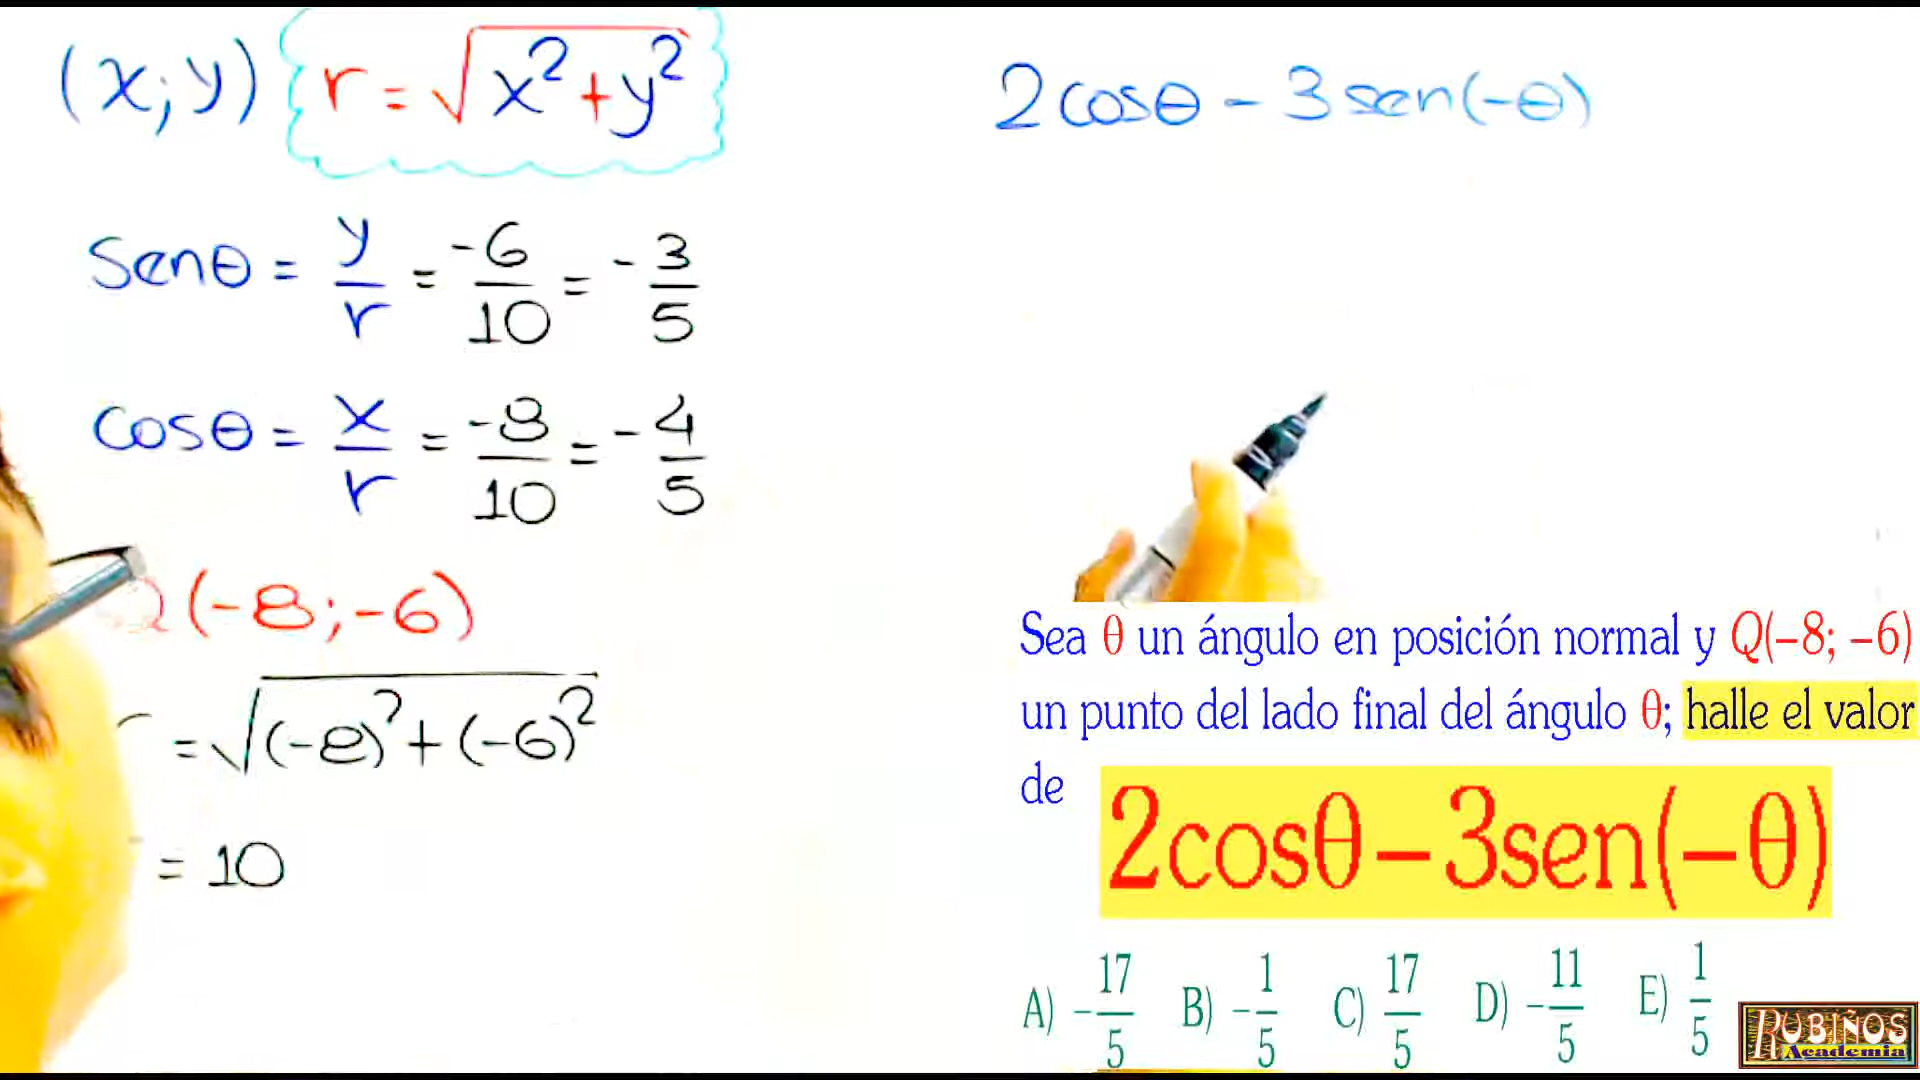 (x;y) r = √x²+y²
Senθ = y/r = -6/10 = -3/5
Cosθ = x/r = -8/10 = -4/5
(-8;-6)
= √(-8)²+(-6)²
= 10
2cosθ - 3sen(-θ)
Sea θ un ángulo en posición normal y Q(–8; –6)
un punto del lado final del ángulo θ; halle el valor
de 2cosθ–3sen(–θ)
A) -17/5 B) -1/5 C) 17/5 D) -11/5 E) 1/5
RUBIÑOS
Academia